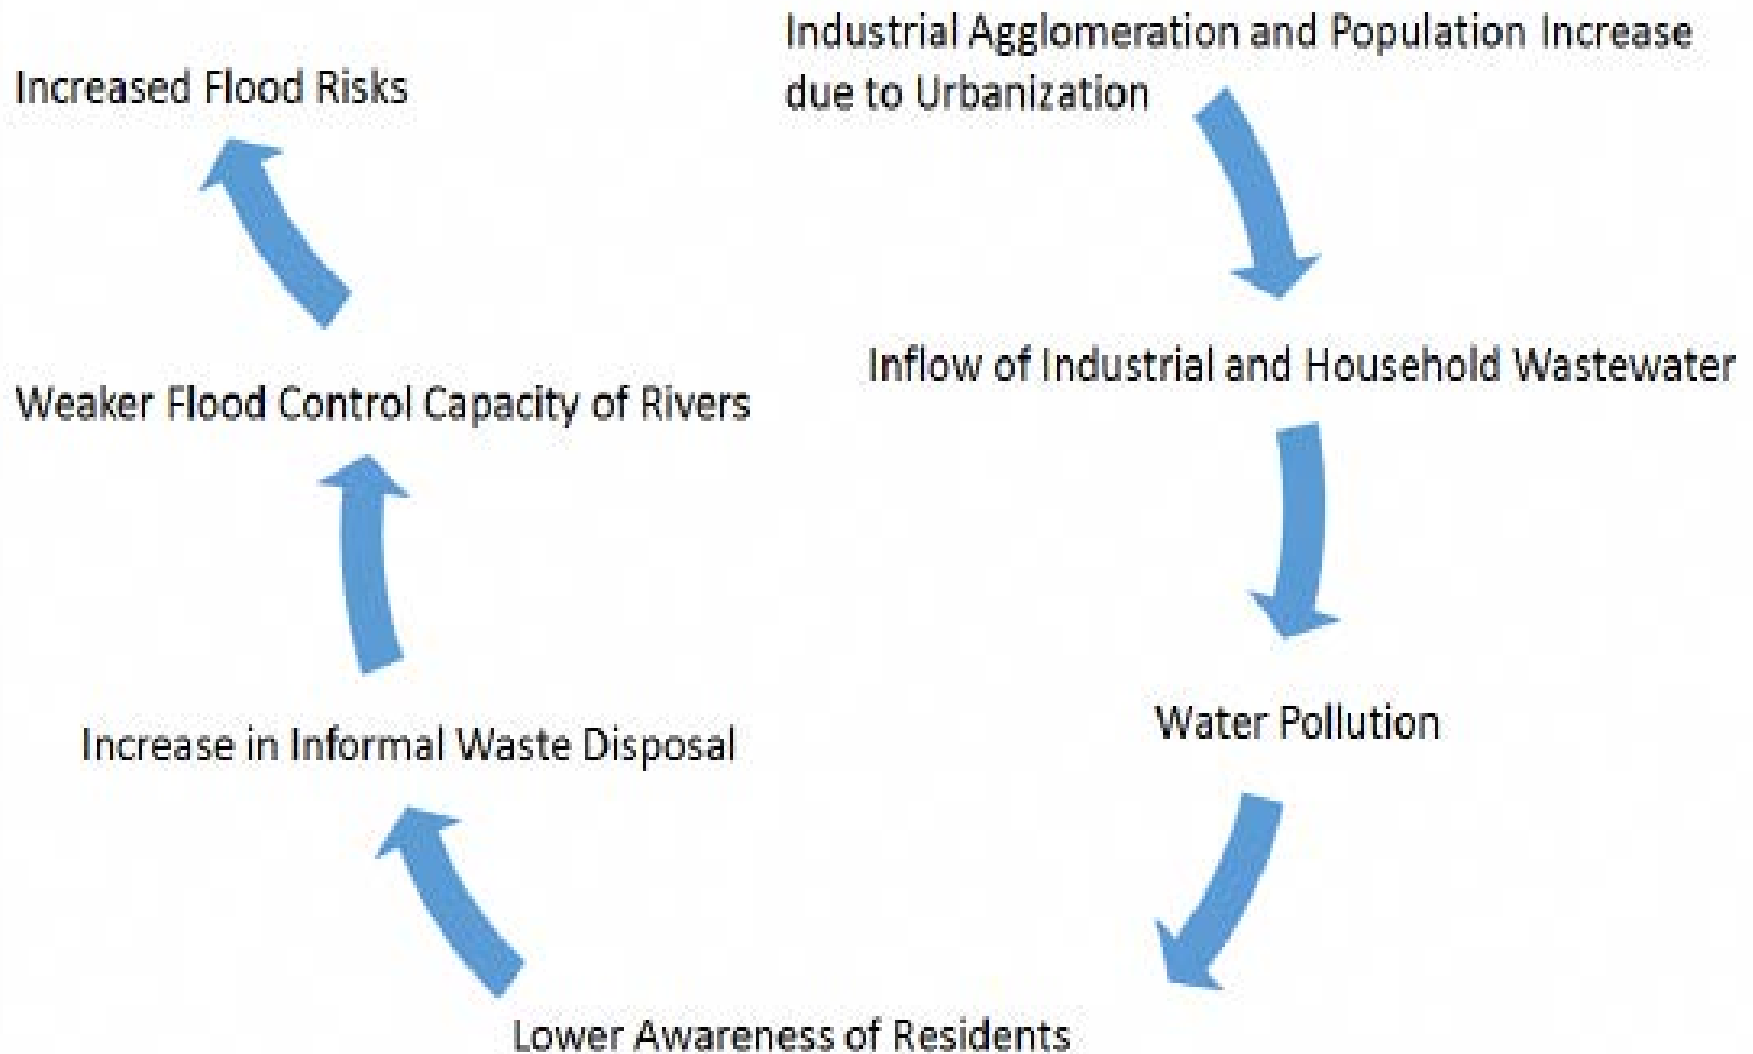 Industrial Agglomeration and Population Increase
due to Urbanization
Inflow of Industrial and Household Wastewater
Water Pollution
Lower Awareness of Residents
Increase in Informal Waste Disposal
Weaker Flood Control Capacity of Rivers
Increased Flood Risks